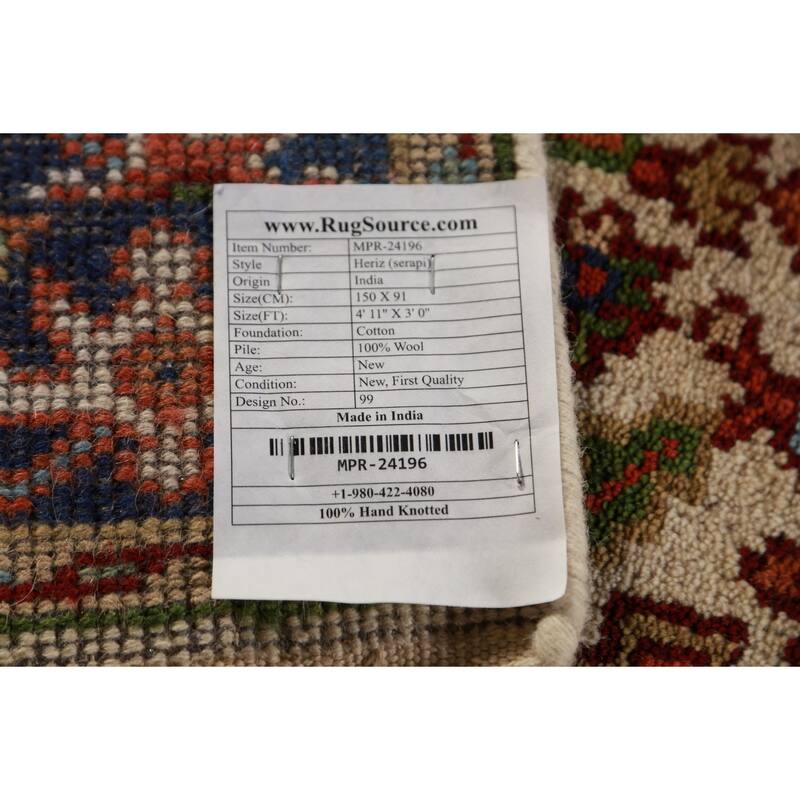 www.RugSource.com
Item Number: MPR-24196
Style Heriz (serapi)
Origin India
Size(CM): 150 X 91
Size(FT): 4' 11" X 3' 0"
Foundation: Cotton
Pile: 100% Wool
Age: New
Condition: New, First Quality
Design No.: 99
Made in India
MPR-24196
+1-980-422-4080
100% Hand Knotted